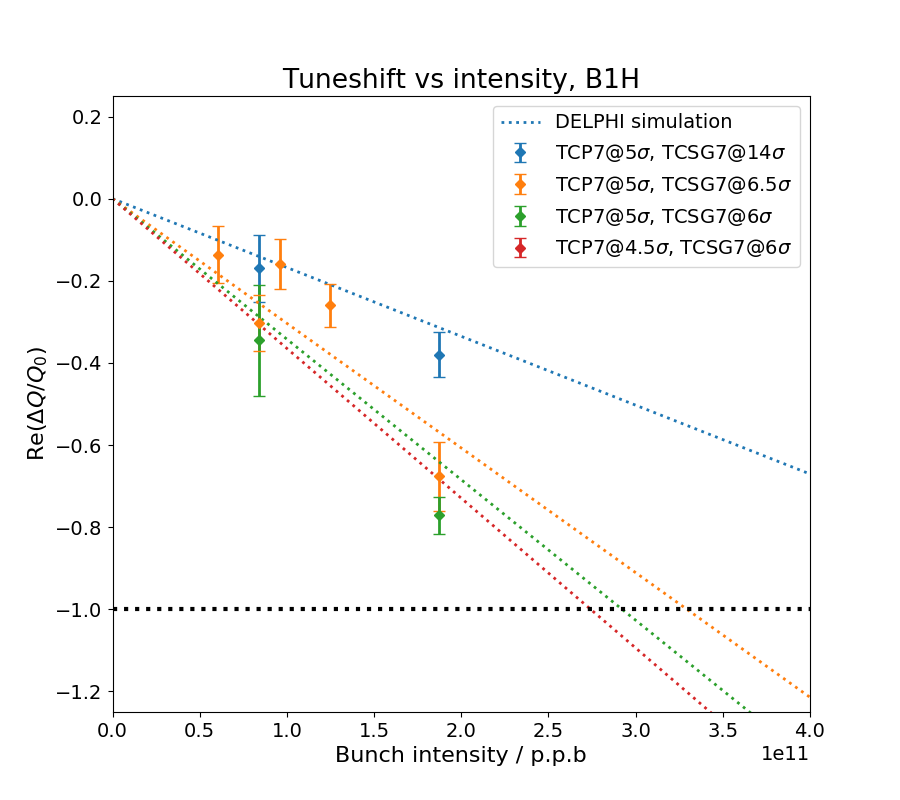 Tuneshift vs intensity, B1H
DELPHI simulation
TCP7@5σ, TCSG7@14σ
TCP7@5σ, TCSG7@6.5σ
TCP7@5σ, TCSG7@6σ
TCP7@4.5σ, TCSG7@6σ
0.2
0.0
−0.2
−0.4
−0.6
−0.8
−1.0
−1.2
Re(ΔQ/Q₀)
0.0 0.5 1.0 1.5 2.0 2.5 3.0 3.5 4.0
1e11
Bunch intensity / p.p.b